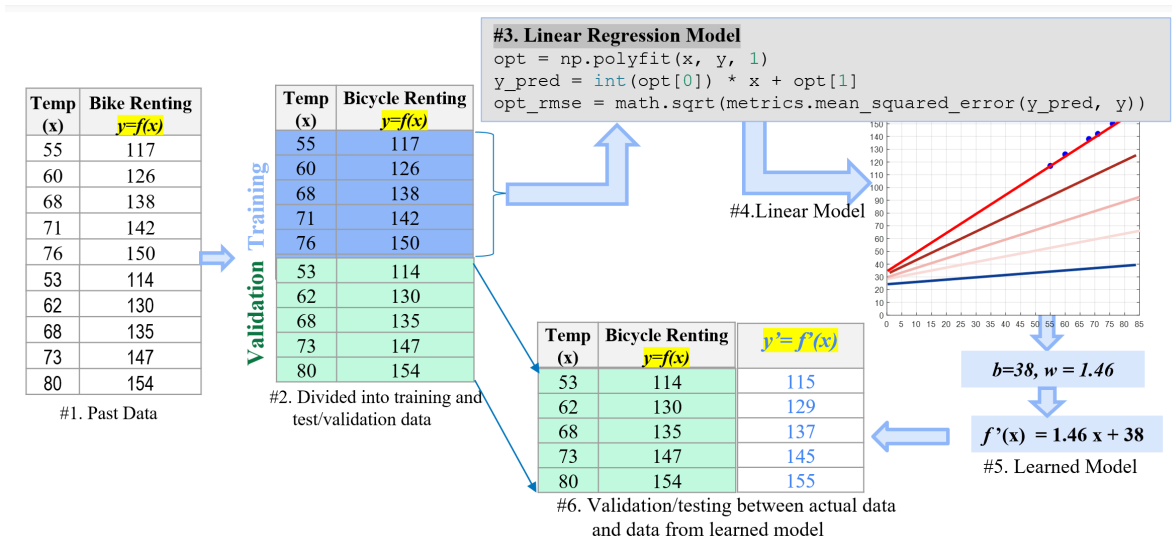 #3. Linear Regression Model
opt = np.polyfit(x, y, 1)
y_pred = int(opt[0]) * x + opt[1]
opt_rmse = math.sqrt(metrics.mean_squared_error(y_pred, y))
Temp (x) Bike Renting y=f(x)
55 117
60 126
68 138
71 142
76 150
53 114
62 130
68 135
73 147
80 154
#1. Past Data
Training
Validation
Temp (x) Bicycle Renting y=f(x)
55 117
60 126
68 138
71 142
76 150
53 114
62 130
68 135
73 147
80 154
#2. Divided into training and
test/validation data
#4.Linear Model
150
140
130
120
110
100
90
80
70
60
50
40
30
20
10
0
0 5 10 15 20 25 30 35 40 45 50 55 60 65 70 75 80 85
b=38, w = 1.46
f'(x) = 1.46 x + 38
#5. Learned Model
Temp (x) Bicycle Renting y=f(x) y'= f'(x)
53 114 115
62 130 129
68 135 137
73 147 145
80 154 155
#6. Validation/testing between actual data
and data from learned model